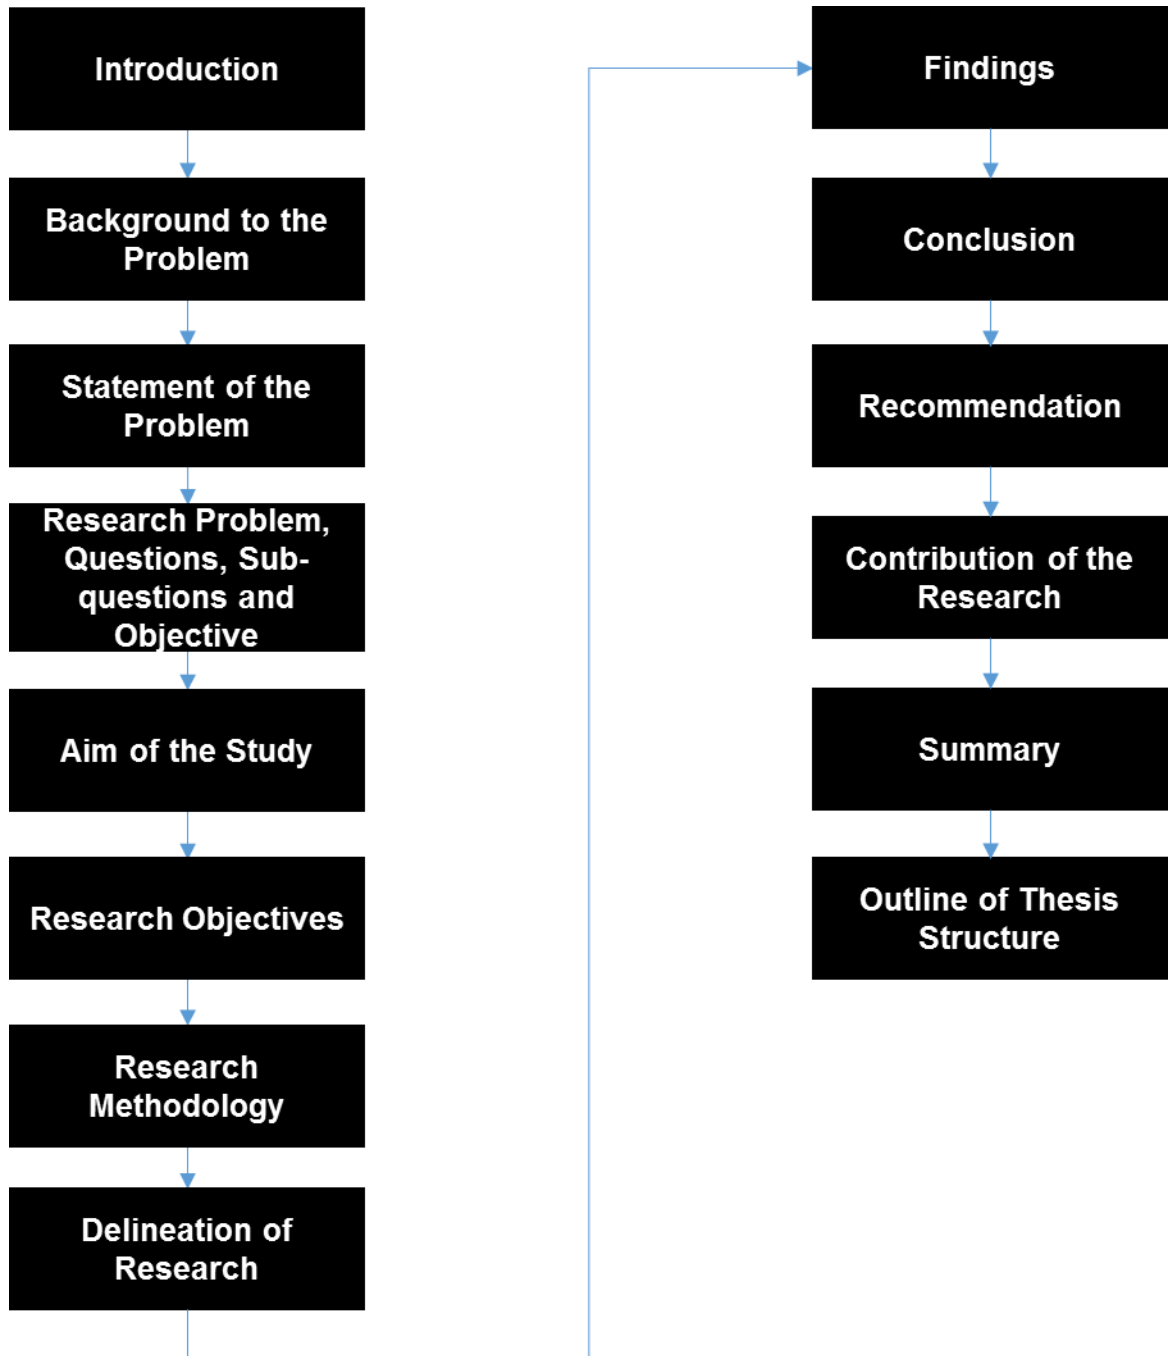 Introduction
Background to the
Problem
Statement of the
Problem
Research Problem,
Questions, Sub-
questions and
Objective
Aim of the Study
Research Objectives
Research
Methodology
Delineation of
Research
Findings
Conclusion
Recommendation
Contribution of the
Research
Summary
Outline of Thesis
Structure